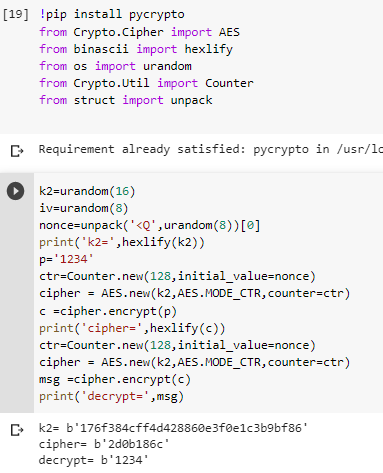 [19] !pip install pycrypto
from Crypto.Cipher import AES
from binascii import hexlify
from os import urandom
from Crypto.Util import Counter
from struct import unpack
Requirement already satisfied: pycrypto in /usr/lo
k2=urandom(16)
iv=urandom(8)
nonce=unpack('<Q',urandom(8))[0]
print('k2=',hexlify(k2))
p='1234'
ctr=Counter.new(128,initial_value=nonce)
cipher = AES.new(k2,AES.MODE_CTR,counter=ctr)
c =cipher.encrypt(p)
print('cipher=',hexlify(c))
ctr=Counter.new(128,initial_value=nonce)
cipher = AES.new(k2,AES.MODE_CTR,counter=ctr)
msg =cipher.encrypt(c)
print('decrypt=',msg)
k2= b'176f384cff4d428860e3f0e1c3b9bf86'
cipher= b'2d0b186c'
decrypt= b'1234'